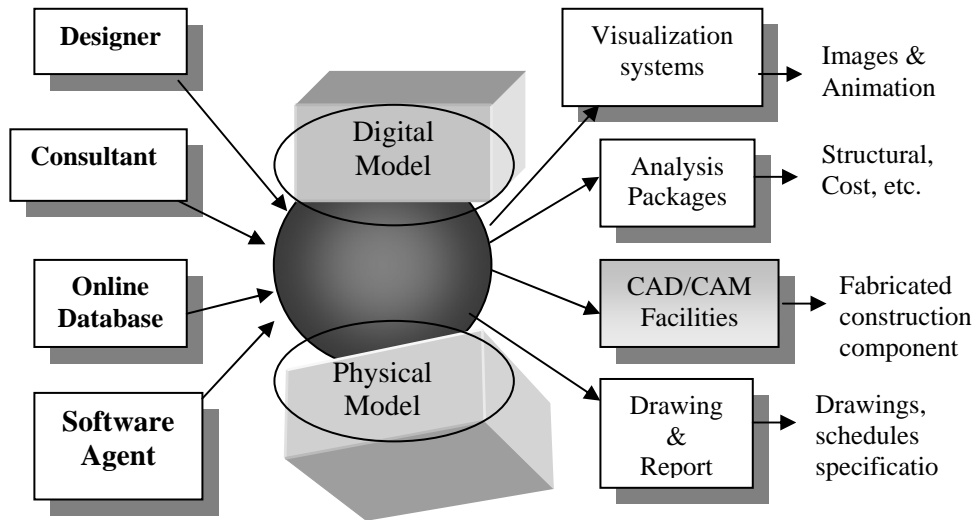 Designer
Consultant
Online
Database
Software
Agent
Digital
Model
Physical
Model
Visualization
systems
Images &
Animation
Analysis
Packages
Structural,
Cost, etc.
CAD/CAM
Facilities
Fabricated
construction
component
Drawing
&
Report
Drawings,
schedules
specificatio